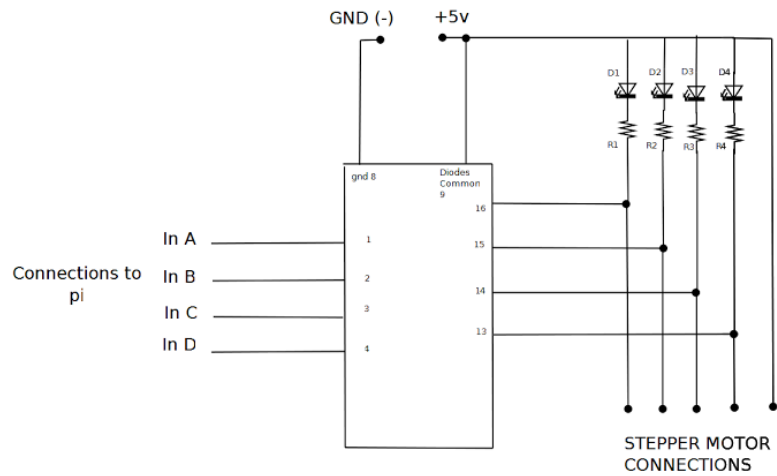 GND (-)
+5v
D1
D2
D3
D4
R1
R2
R3
R4
gnd 8
Diodes
Common
9
16
15
14
13
In A
In B
In C
In D
1
2
3
4
Connections to
pi
STEPPER MOTOR
CONNECTIONS